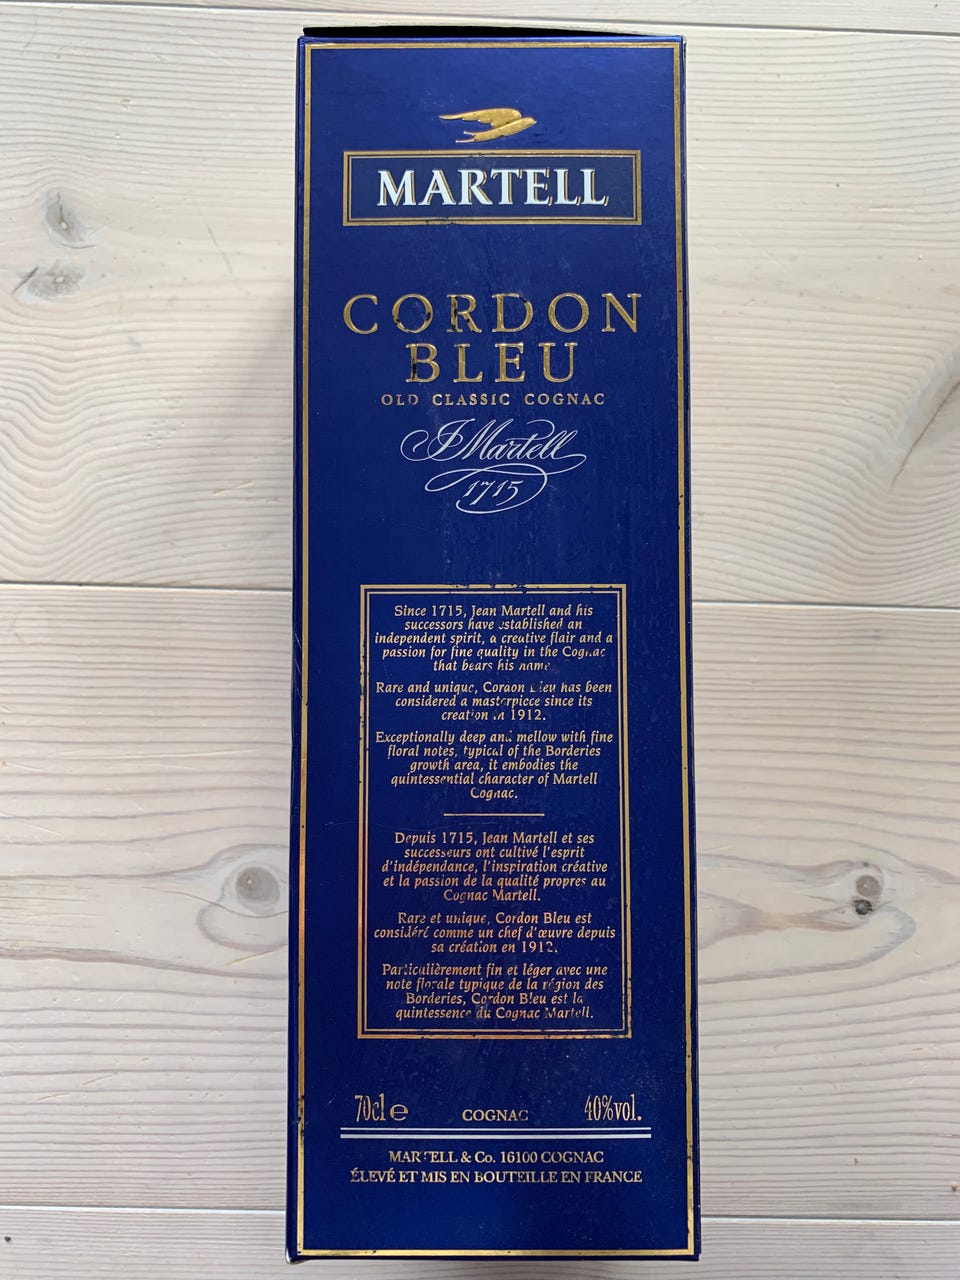 MARTELL
CORDON
BLEU
OLD CLASSIC COGNAC
J Martell
1715
Since 1715, Jean Martell and his
successors have established an
independent spirit, a creative flair and a
passion for fine quality in the Cognac
that bears his name
Rare and unique, Cordon Bleu has been
considered a masterpiece since its
creation in 1912.
Exceptionally deep and mellow with fine
floral notes, typical of the Borderies
growth area, it embodies the
quintessential character of Martell
Cognac.
Depuis 1715, Jean Martell et ses
successeurs ont cultivé l'esprit
d'indépendance, l'inspiration créative
et la passion de la qualité propres au
Cognac Martell.
Rare et unique, Cordon Bleu est
considéré comme un chef d'œuvre depuis
sa création en 1912.
Particulièrement fin et léger avec une
note florale typique de la région des
Borderies, Cordon Bleu est la
quintessence du Cognac Martell.
70cl e COGNAC 40%vol.
MARTELL & Co. 16100 COGNAC
ÉLEVÉ ET MIS EN BOUTEILLE EN FRANCE